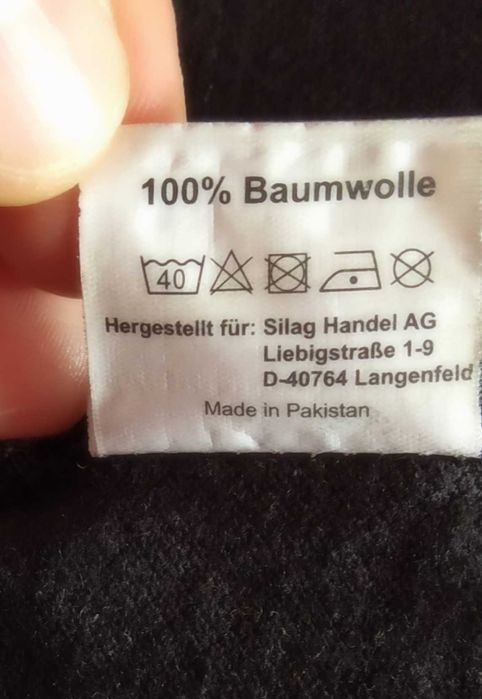 100% Baumwolle
40
Hergestellt für: Silag Handel AG
Liebigstraße 1-9
D-40764 Langenfeld
Made in Pakistan